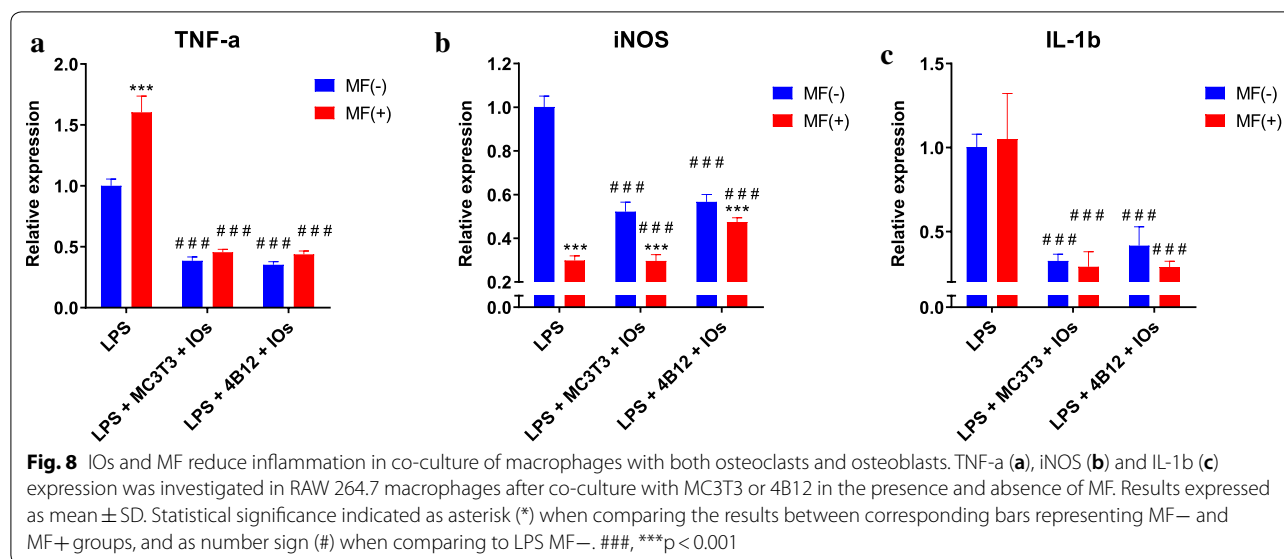 a
TNF-a
Relative expression
2.0
1.5
1.0
0.5
0.0
***
# # #
# # #
# # #
# # #
MF(-)
MF(+)
LPS
LPS + MC3T3 + IOs
LPS + 4B12 + IOs
b
iNOS
Relative expression
1.0
0.8
0.6
0.4
0.2
0.0
***
# # #
# # #
***
# # #
# # #
***
MF(-)
MF(+)
LPS
LPS + MC3T3 + IOs
LPS + 4B12 + IOs
c
IL-1b
Relative expression
1.5
1.0
0.5
0.0
# # #
# # #
# # #
# # #
MF(-)
MF(+)
LPS
LPS + MC3T3 + IOs
LPS + 4B12 + IOs
Fig. 8 IOs and MF reduce inflammation in co-culture of macrophages with both osteoclasts and osteoblasts. TNF-a (a), iNOS (b) and IL-1b (c)
expression was investigated in RAW 264.7 macrophages after co-culture with MC3T3 or 4B12 in the presence and absence of MF. Results expressed
as mean ± SD. Statistical significance indicated as asterisk (*) when comparing the results between corresponding bars representing MF− and
MF+ groups, and as number sign (#) when comparing to LPS MF−. ###, ***p < 0.001